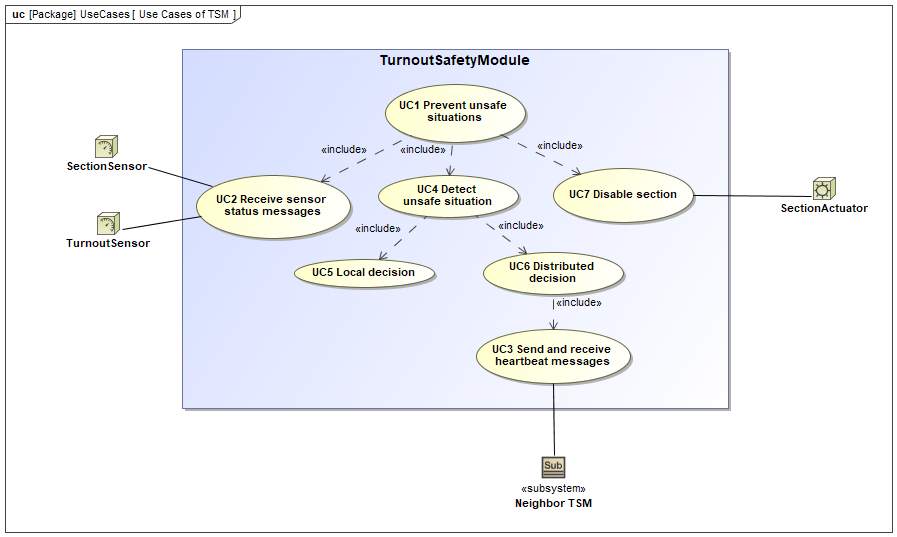 uc [Package] UseCases [ Use Cases of TSM ]
TurnoutSafetyModule
UC1 Prevent unsafe
situations
«include»
«include»
«include»
SectionSensor
UC2 Receive sensor
status messages
UC4 Detect
unsafe situation
UC7 Disable section
SectionActuator
TurnoutSensor
«include»
«include»
UC5 Local decision
UC6 Distributed
decision
«include»
UC3 Send and receive
heartbeat messages
Sub
«subsystem»
Neighbor TSM